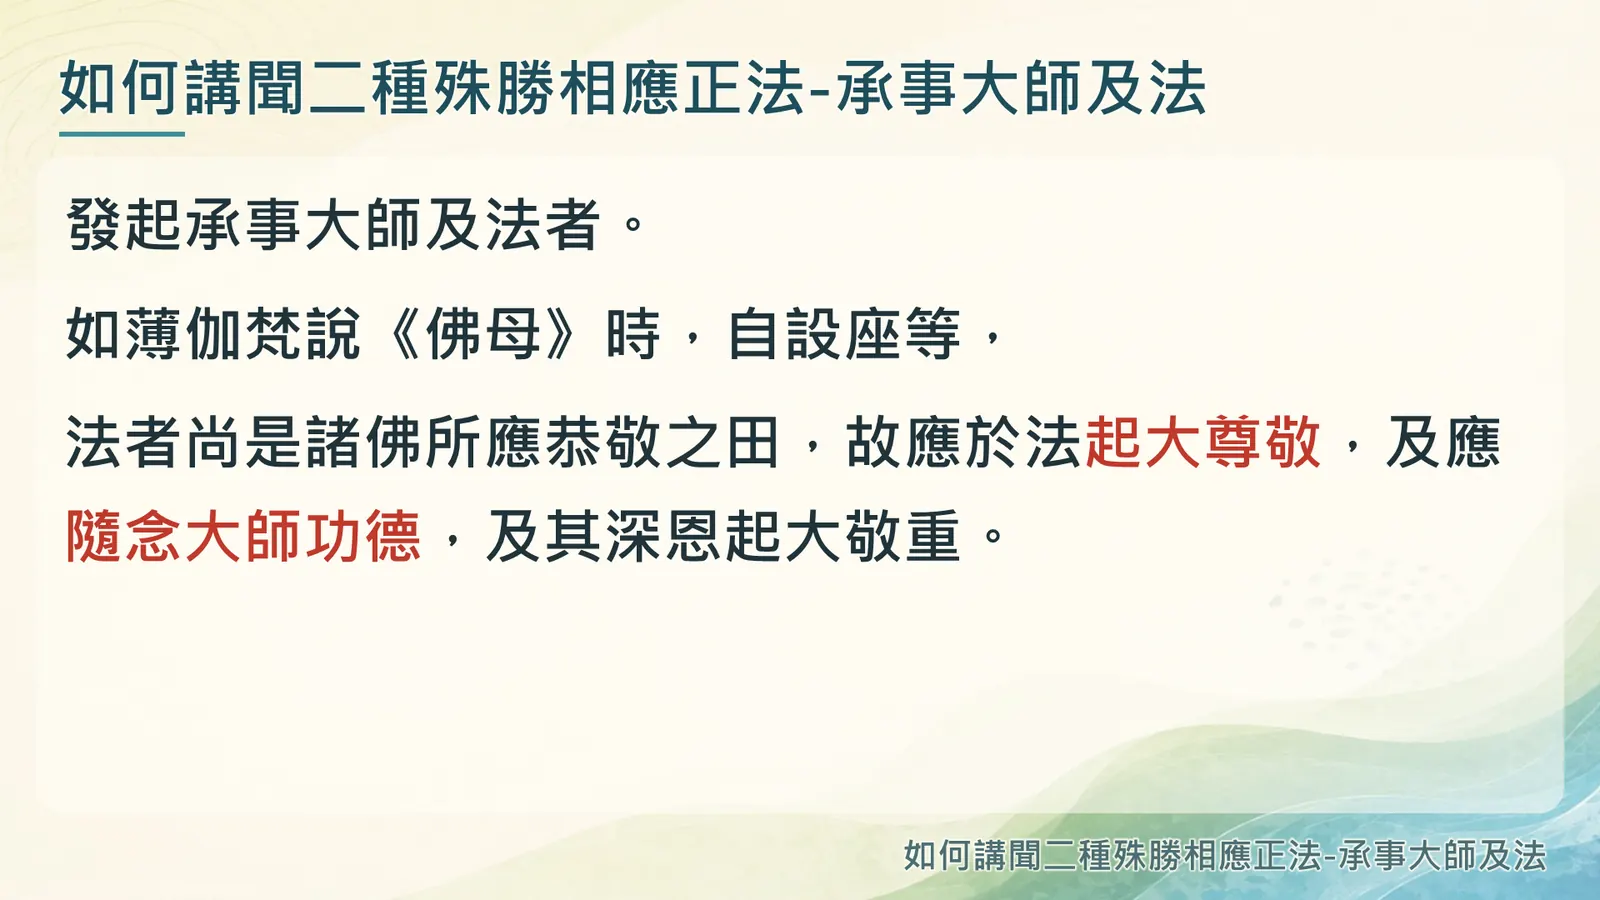 如何講聞二種殊勝相應正法-承事大師及法
發起承事大師及法者。
如薄伽梵說《佛母》時，自設座等，
法者尚是諸佛所應恭敬之田，故應於法起大尊敬，及應
隨念大師功德，及其深恩起大敬重。
如何講聞二種殊勝相應正法-承事大師及法